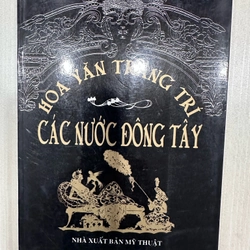 HOA VĂN TRANG TRÍ
CÁC NƯỚC ĐÔNG TÂY
NHÀ XUẤT BẢN MỸ THUẬT